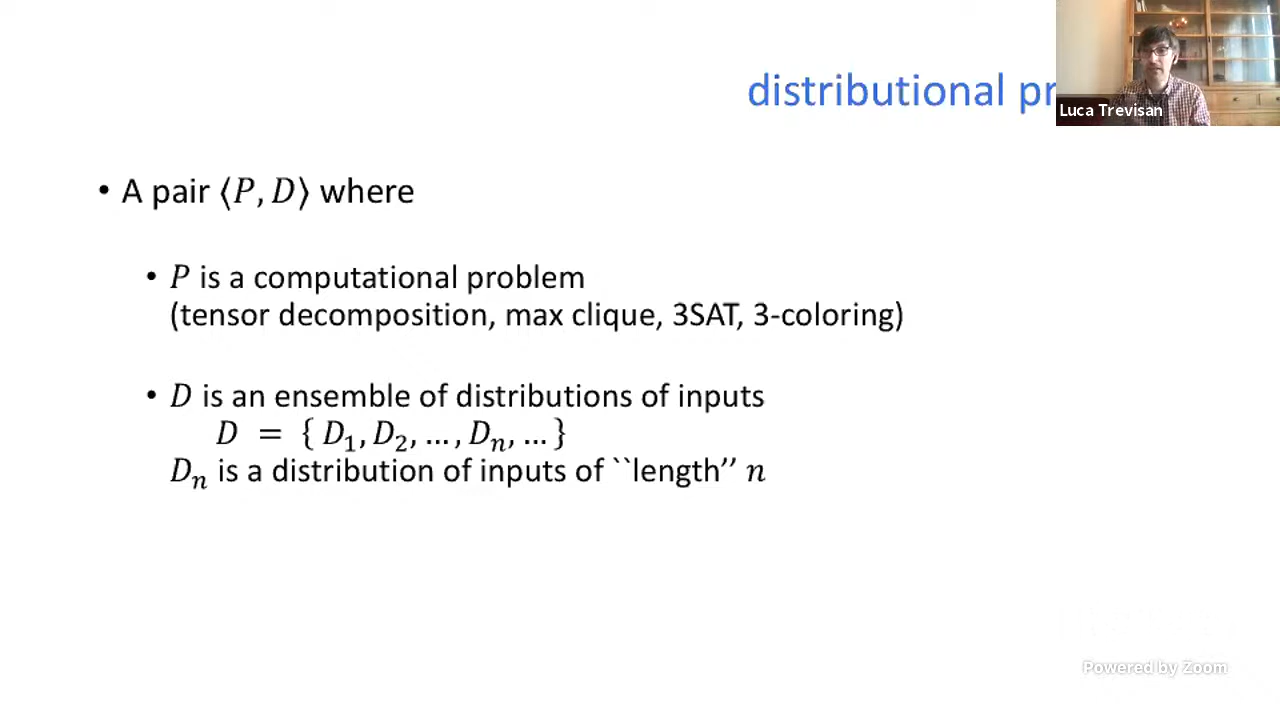 distributional pr
Luca Trevisan
• A pair ⟨P, D⟩ where
• P is a computational problem
(tensor decomposition, max clique, 3SAT, 3-coloring)
• D is an ensemble of distributions of inputs
D = { D₁, D₂, … , Dₙ, … }
Dₙ is a distribution of inputs of ``length’’ n
Powered by Zoom